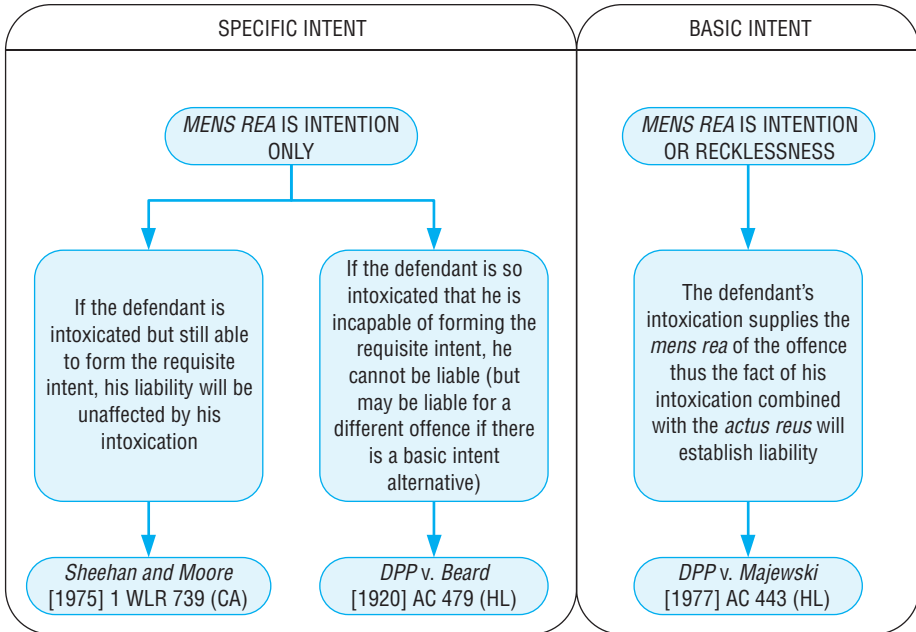 SPECIFIC INTENT
BASIC INTENT
MENS REA IS INTENTION
ONLY
MENS REA IS INTENTION
OR RECKLESSNESS
If the defendant is
intoxicated but still able
to form the requisite
intent, his liability will be
unaffected by his
intoxication
If the defendant is so
intoxicated that he is
incapable of forming the
requisite intent, he
cannot be liable (but
may be liable for a
different offence if there
is a basic intent
alternative)
The defendant's
intoxication supplies the
mens rea of the offence
thus the fact of his
intoxication combined
with the actus reus will
establish liability
Sheehan and Moore
[1975] 1 WLR 739 (CA)
DPP v. Beard
[1920] AC 479 (HL)
DPP v. Majewski
[1977] AC 443 (HL)